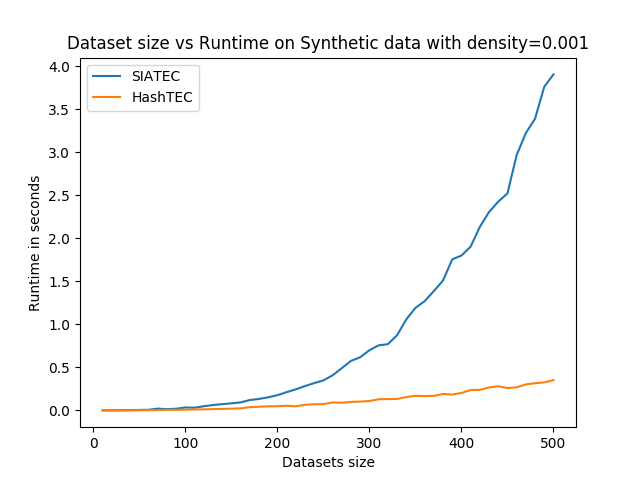 Dataset size vs Runtime on Synthetic data with density=0.001
SIATEC
HashTEC
4.0
3.5
3.0
2.5
2.0
1.5
1.0
0.5
0.0
Runtime in seconds
0 100 200 300 400 500
Datasets size